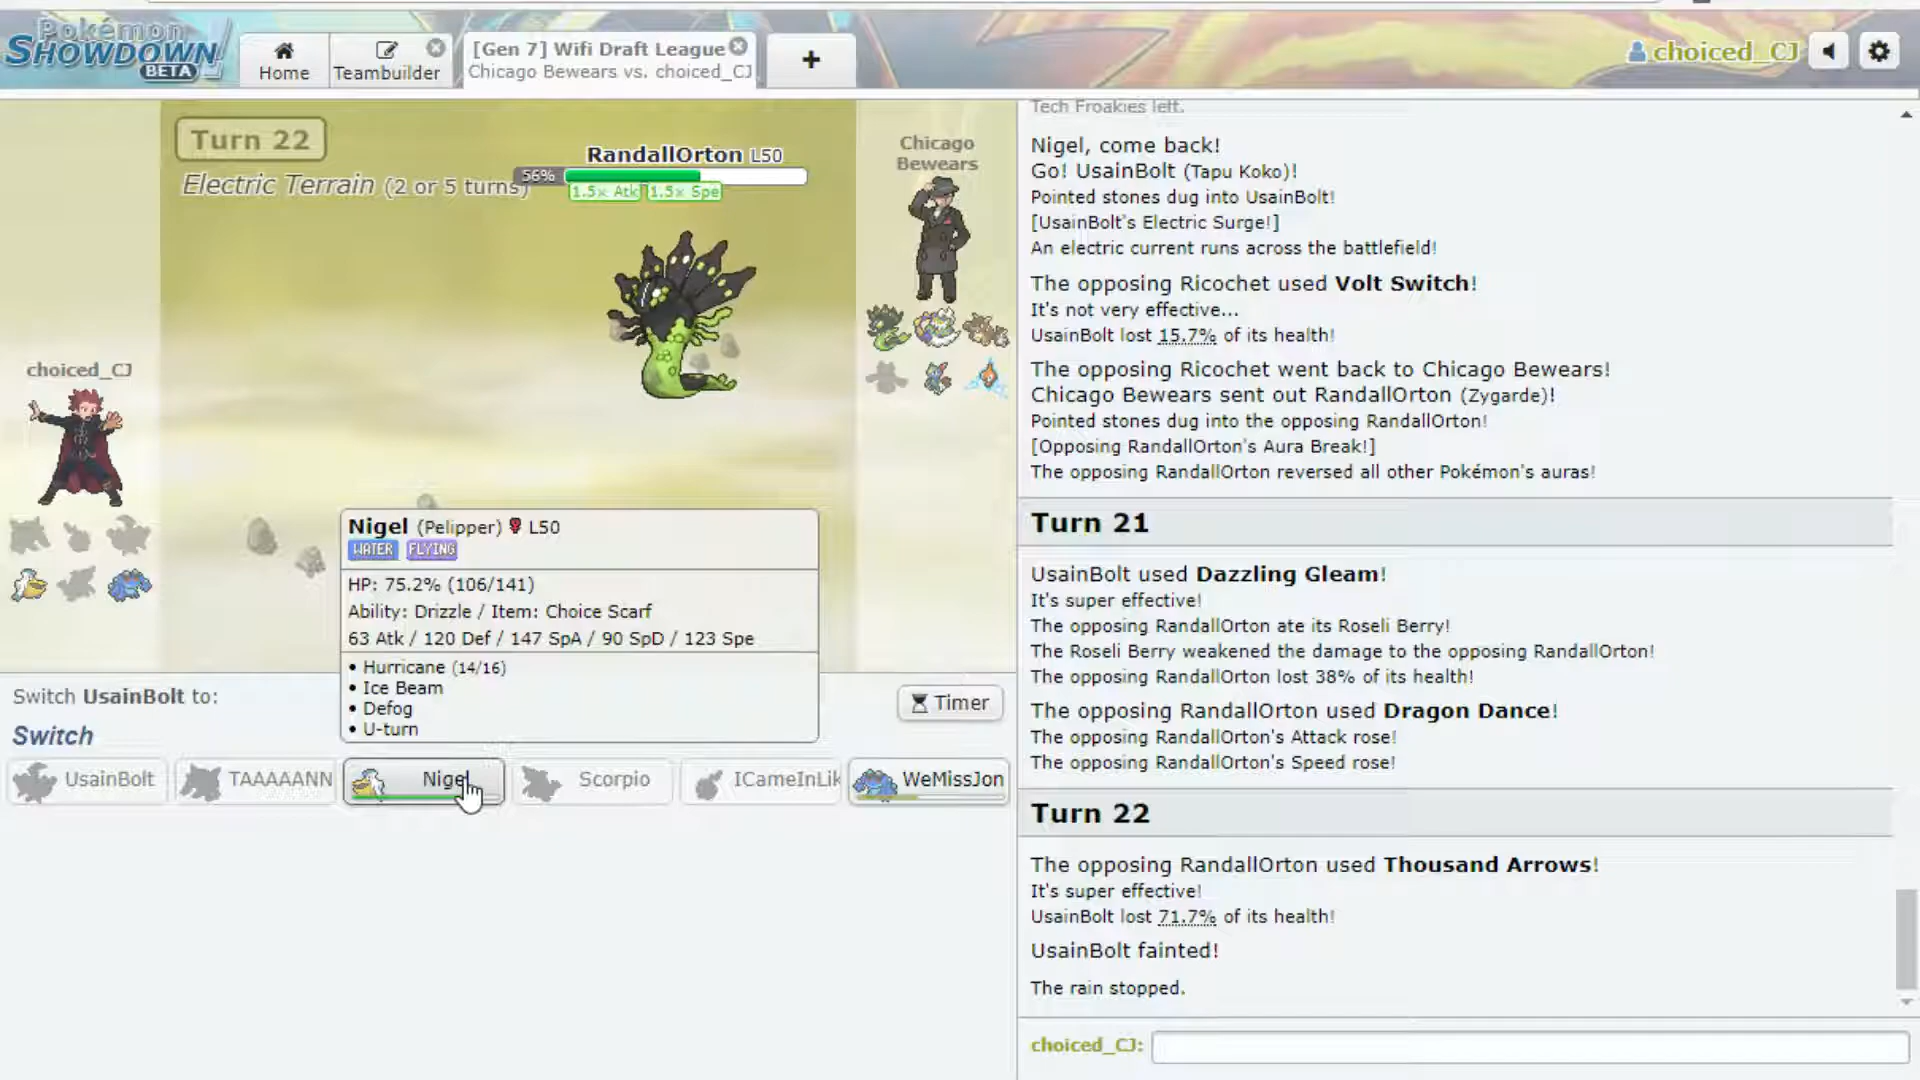 Pokémon
SHOWDOWN
BETA
Home
Teambuilder
[Gen 7] Wifi Draft League
Chicago Bewears vs. choiced_CJ
+
choiced_CJ
Turn 22
Electric Terrain (2 or 5 turns)
RandallOrton L50
56%
1.5× Atk 1.5× Spe
Chicago
Bewears
choiced_CJ
Nigel (Pelipper) L50
WATER FLYING
HP: 75.2% (106/141)
Ability: Drizzle / Item: Choice Scarf
63 Atk / 120 Def / 147 SpA / 90 SpD / 123 Spe
• Hurricane (14/16)
• Ice Beam
• Defog
• U-turn
Switch UsainBolt to:
Timer
Switch
UsainBolt
TAAAAANN
Nigel
Scorpio
ICameInLik
WeMissJon
Tech Froakies left.
Nigel, come back!
Go! UsainBolt (Tapu Koko)!
Pointed stones dug into UsainBolt!
[UsainBolt's Electric Surge!]
An electric current runs across the battlefield!
The opposing Ricochet used Volt Switch!
It's not very effective...
UsainBolt lost 15.7% of its health!
The opposing Ricochet went back to Chicago Bewears!
Chicago Bewears sent out RandallOrton (Zygarde)!
Pointed stones dug into the opposing RandallOrton!
[Opposing RandallOrton's Aura Break!]
The opposing RandallOrton reversed all other Pokémon's auras!
Turn 21
UsainBolt used Dazzling Gleam!
It's super effective!
The opposing RandallOrton ate its Roseli Berry!
The Roseli Berry weakened the damage to the opposing RandallOrton!
The opposing RandallOrton lost 38% of its health!
The opposing RandallOrton used Dragon Dance!
The opposing RandallOrton's Attack rose!
The opposing RandallOrton's Speed rose!
Turn 22
The opposing RandallOrton used Thousand Arrows!
It's super effective!
UsainBolt lost 71.7% of its health!
UsainBolt fainted!
The rain stopped.
choiced_CJ: